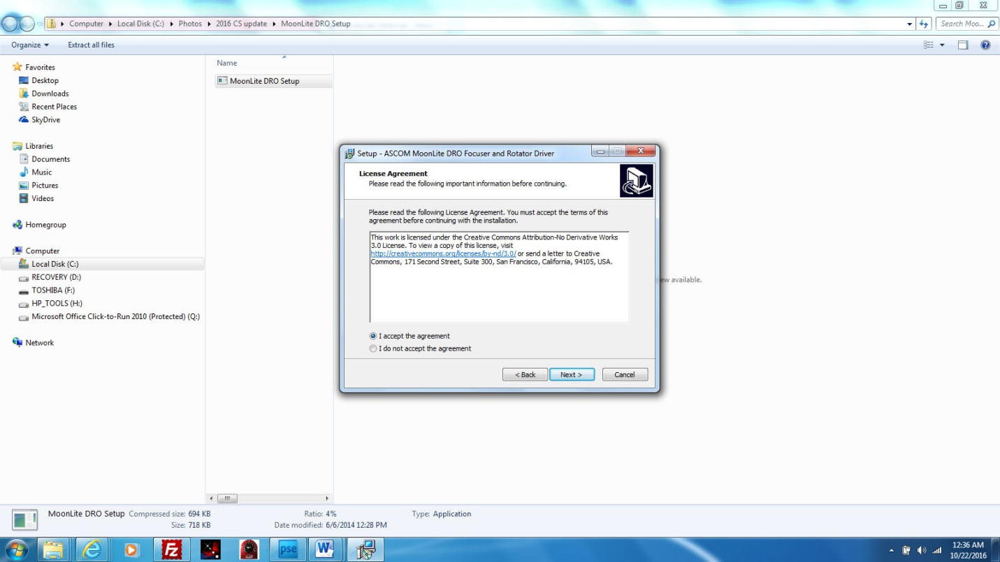 Computer Local Disk (C:) Photos 2016 CS update MoonLite DRO Setup
Search Moo...
Organize Extract all files
Favorites
Desktop
Downloads
Recent Places
SkyDrive
Libraries
Documents
Music
Pictures
Videos
Homegroup
Computer
Local Disk (C:)
RECOVERY (D:)
TOSHIBA (F:)
HP_TOOLS (H:)
Microsoft Office Click-to-Run 2010 (Protected) (Q:)
Network
Name
MoonLite DRO Setup
Setup - ASCOM MoonLite DRO Focuser and Rotator Driver
License Agreement
Please read the following important information before continuing.
Please read the following License Agreement. You must accept the terms of this
agreement before continuing with the installation.
This work is licensed under the Creative Commons Attribution-No Derivative Works
3.0 License. To view a copy of this license, visit
http://creativecommons.org/licenses/by-nd/3.0/ or send a letter to Creative
Commons, 171 Second Street, Suite 300, San Francisco, California, 94105, USA.
I accept the agreement
I do not accept the agreement
< Back Next > Cancel
ew available.
MoonLite DRO Setup Compressed size: 694 KB Ratio: 4% Type: Application
Size: 718 KB Date modified: 6/6/2014 12:28 PM
Fz pse W
12:36 AM
10/22/2016